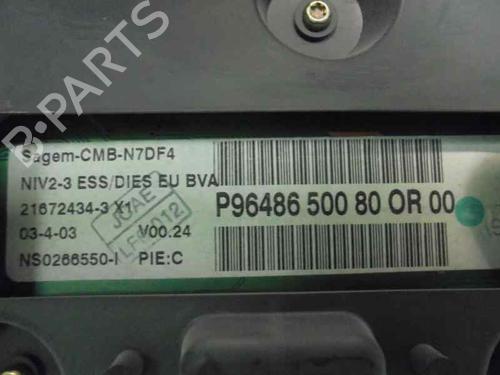 B-PARTS
Sagem-CMB-N7DF4
NIV2-3 ESS/DIES EU BVA
21672434-3 X1
03-4-03 V00.24
NS0266550-I PIE:C
P96486 500 80 OR 00